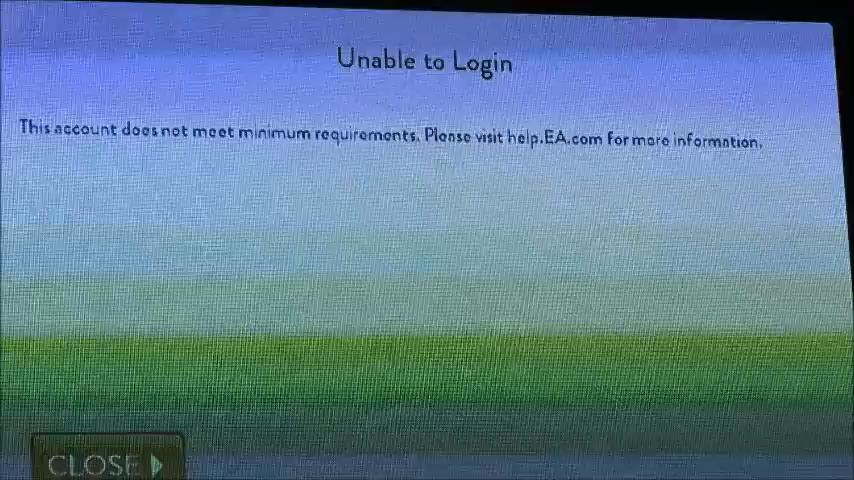 Unable to Login
This account does not meet minimum requirements. Please visit help.EA.com for more information.
CLOSE